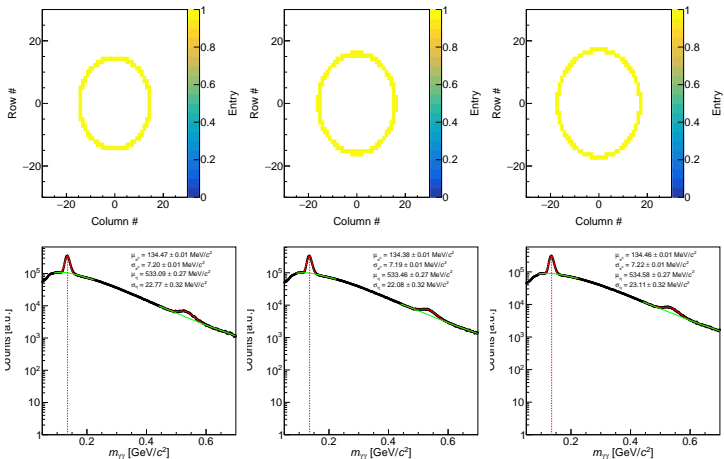 Row #
30
20
0
−20
−20 0 20
Column #
1
0.8
0.6
0.4
0.2
0
Entry
Row #
20
0
−20
−20 0 20
Column #
1
0.8
0.6
0.4
0.2
0
Entry
Row #
20
0
−20
−20 0 20
Column #
1
0.8
0.6
0.4
0.2
0
Entry
Counts [a.u.]
10⁵
10⁴
10³
10²
10
1
μπ⁰ = 134.47 ± 0.01 MeV/c²
σπ⁰ = 7.20 ± 0.01 MeV/c²
μη = 533.09 ± 0.27 MeV/c²
ση = 22.77 ± 0.32 MeV/c²
0.2 0.4 0.6
mγγ [GeV/c²]
Counts [a.u.]
10⁵
10⁴
10³
10²
10
1
μπ⁰ = 134.38 ± 0.01 MeV/c²
σπ⁰ = 7.19 ± 0.01 MeV/c²
μη = 533.46 ± 0.27 MeV/c²
ση = 22.08 ± 0.32 MeV/c²
0.2 0.4 0.6
mγγ [GeV/c²]
Counts [a.u.]
10⁵
10⁴
10³
10²
10
1
μπ⁰ = 134.46 ± 0.01 MeV/c²
σπ⁰ = 7.22 ± 0.01 MeV/c²
μη = 534.58 ± 0.27 MeV/c²
ση = 23.11 ± 0.32 MeV/c²
0.2 0.4 0.6
mγγ [GeV/c²]